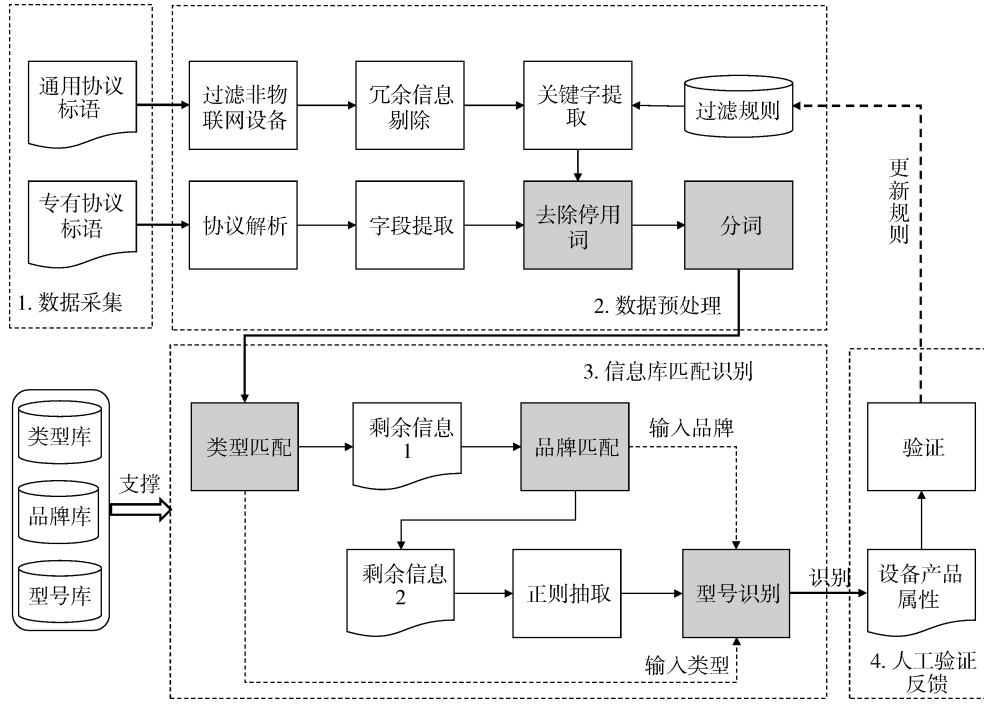 通用协议
标语
过滤非物
联网设备
冗余信息
剔除
关键字提
取
过滤规则
专有协议
标语
协议解析
字段提取
去除停用
词
分词
更新规则
1. 数据采集
2. 数据预处理
3. 信息库匹配识别
类型库
品牌库
型号库
支撑
类型匹配
剩余信息
1
品牌匹配
输入品牌
验证
剩余信息
2
正则抽取
型号识别
识别
设备产品
属性
输入类型
4. 人工验证
反馈